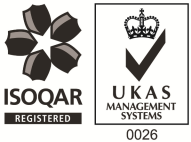 ISOQAR
REGISTERED
UKAS
MANAGEMENT
SYSTEMS
0026